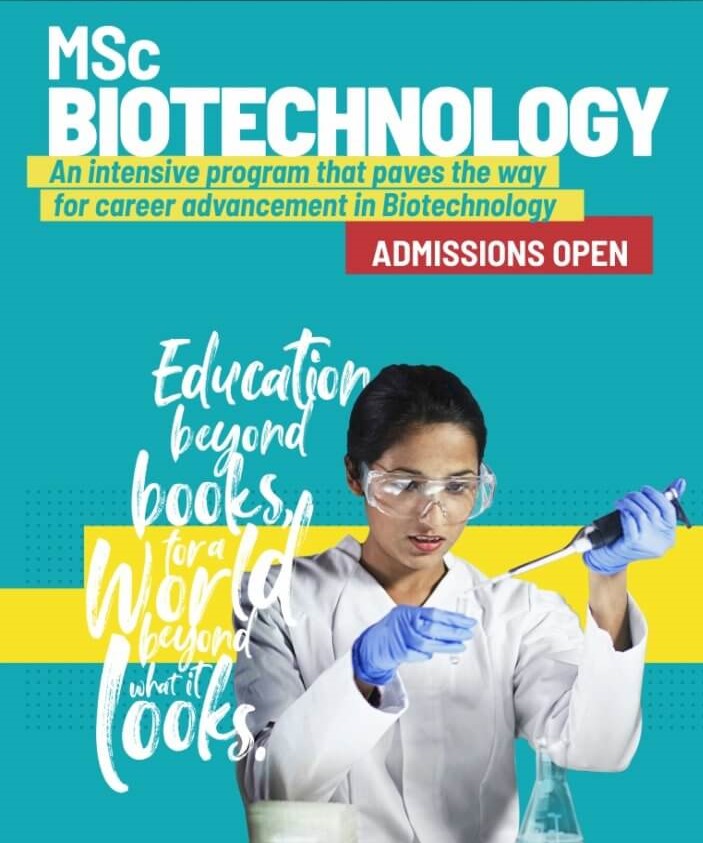 MSc
BIOTECHNOLOGY
An intensive program that paves the way
for career advancement in Biotechnology
ADMISSIONS OPEN
Education
beyond
books,
for a
World
beyond
what it
looks.